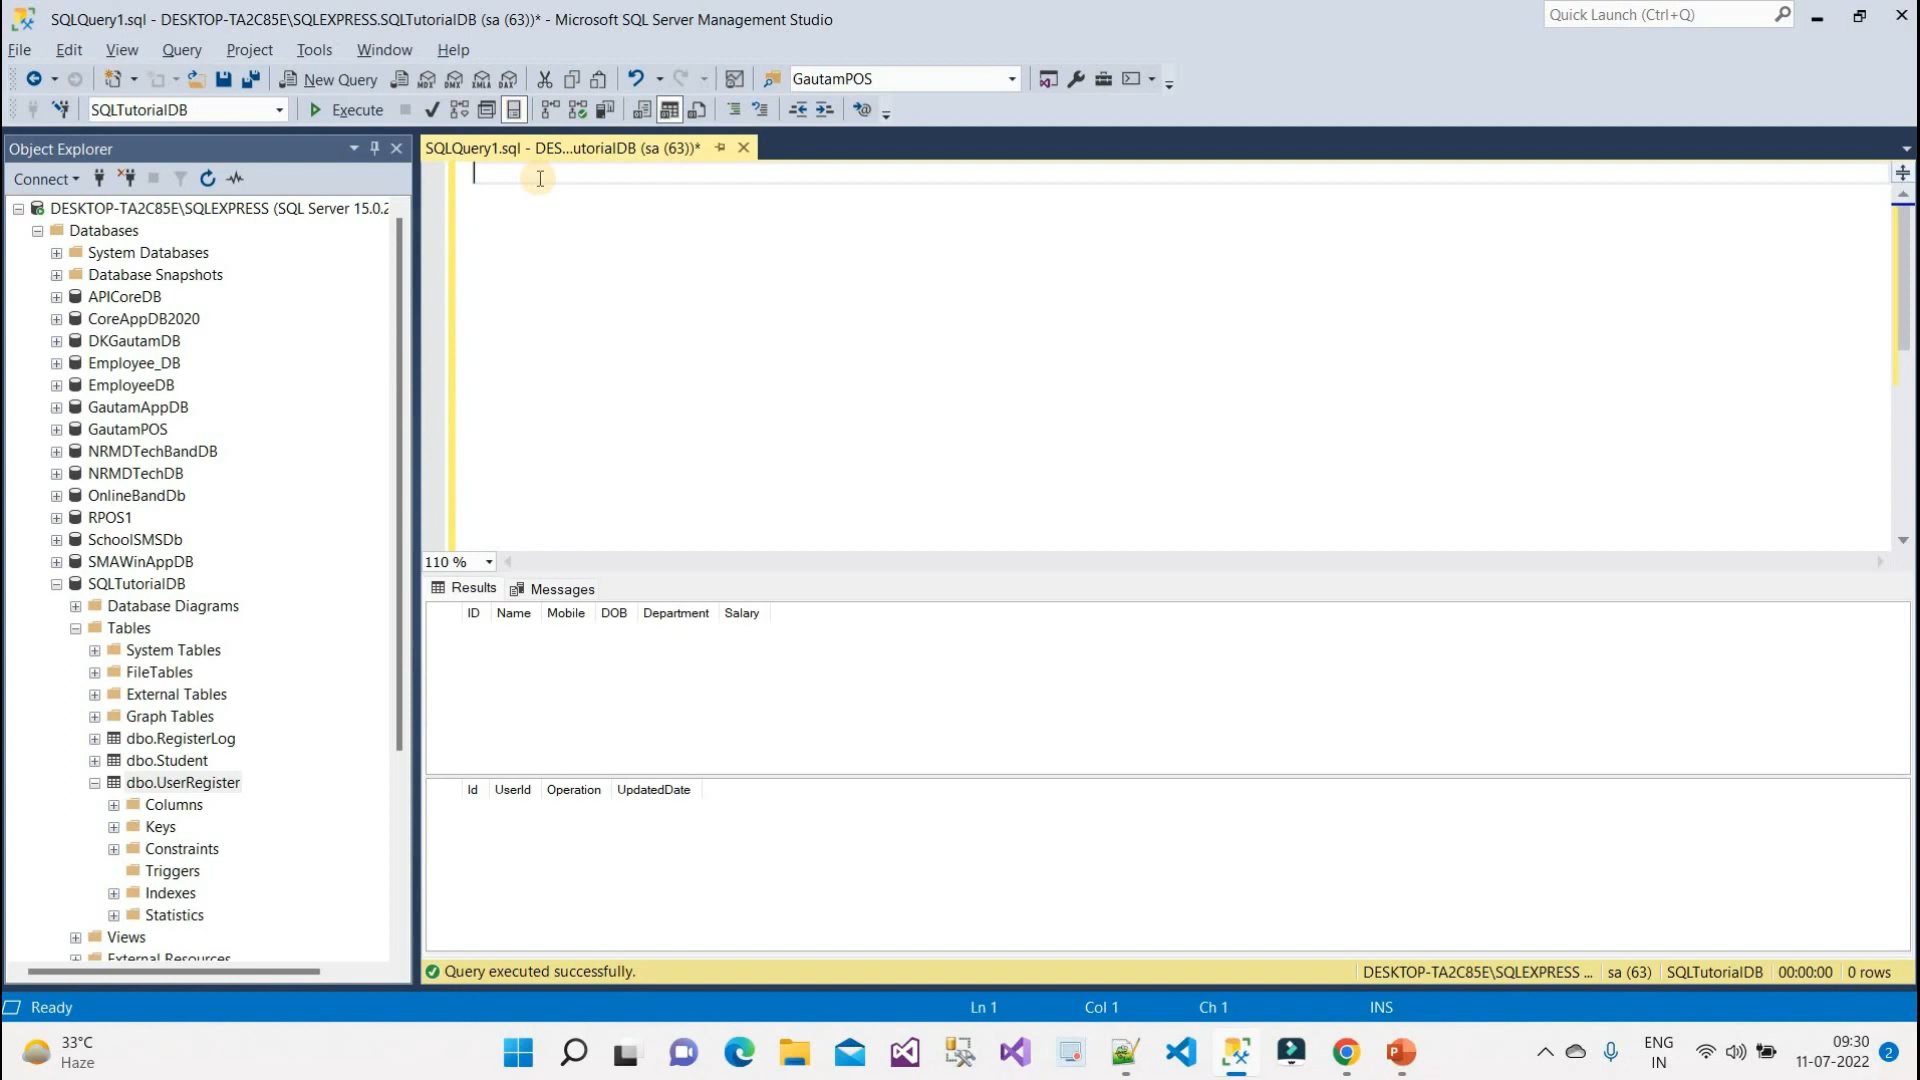 SQLQuery1.sql - DESKTOP-TA2C85E\SQLEXPRESS.SQLTutorialDB (sa (63))* - Microsoft SQL Server Management Studio
Quick Launch (Ctrl+Q)
File Edit View Query Project Tools Window Help
New Query MDX DMX XMLA DAX GautamPOS
SQLTutorialDB Execute
Object Explorer
SQLQuery1.sql - DES...utorialDB (sa (63))*
Connect
DESKTOP-TA2C85E\SQLEXPRESS (SQL Server 15.0.2
Databases
System Databases
Database Snapshots
APICoreDB
CoreAppDB2020
DKGautamDB
Employee_DB
EmployeeDB
GautamAppDB
GautamPOS
NRMDTechBandDB
NRMDTechDB
OnlineBandDb
RPOS1
SchoolSMSDb
SMAWinAppDB
SQLTutorialDB
Database Diagrams
Tables
System Tables
FileTables
External Tables
Graph Tables
dbo.RegisterLog
dbo.Student
dbo.UserRegister
Columns
Keys
Constraints
Triggers
Indexes
Statistics
Views
External Resources
110 %
Results Messages
ID Name Mobile DOB Department Salary
Id UserId Operation UpdatedDate
Query executed successfully. DESKTOP-TA2C85E\SQLEXPRESS ... sa (63) SQLTutorialDB 00:00:00 0 rows
Ready Ln 1 Col 1 Ch 1 INS
33°C
Haze
ENG
IN
09:30
11-07-2022
2